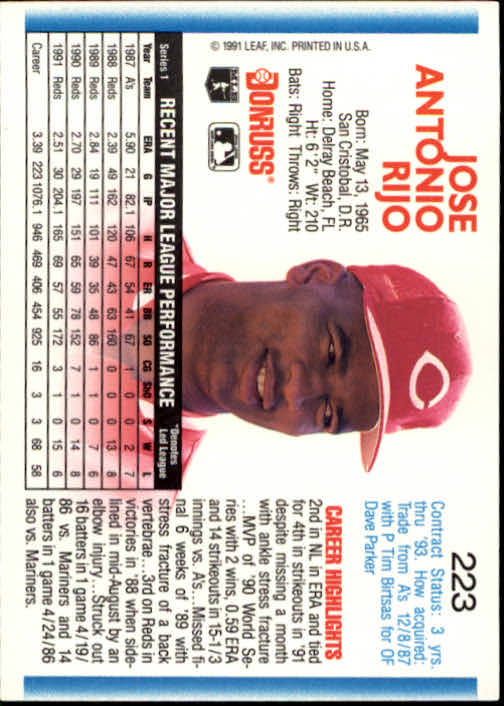 JOSE
ANTONIO
RIJO
223
Born: May 13, 1965
San Cristobal, D.R
Home: Delray Beach, FL
Ht: 6' 2" Wt: 210
Bats: Right Throws: Right
DONRUSS
© 1991 LEAF, INC. PRINTED IN U.S.A.
Contract Status: 3 yrs.
thru '93. How acquired:
Trade from A's 12/8/87
with P Tim Birtsas for OF
Dave Parker
CAREER HIGHLIGHTS
2nd in NL in ERA and tied
for 4th in strikeouts in '91
despite missing a month
with ankle stress fracture
...MVP of '90 World Se-
ries with 2 wins, 0.59 ERA
and 14 strikeouts in 15-1/3
innings vs. A's...Missed fi-
nal 6 weeks of '89 with
stress fracture of a back
vertebrae...3rd on Reds in
victories in '88 when side-
lined in mid-August by an
elbow injury...Struck out
16 batters in 1 game 4/19/
86 vs. Mariners and 14
batters in 1 game 4/24/86
also vs. Mariners.
Series 1 RECENT MAJOR LEAGUE PERFORMANCE *Denotes Led League
Year Team ERA G IP H R ER BB SO CG ShO S W L
1987 A's 5.90 21 82.1 106 67 54 41 67 1 0 0 2 7
1988 Reds 2.39 49 162 120 47 43 63 160 0 0 0 13 8
1989 Reds 2.84 19 111 101 39 35 48 86 1 1 0 7 6
1990 Reds 2.70 29 197 151 65 59 78 152 7 1 0 14 8
1991 Reds 2.51 30 204.1 165 69 57 55 172 3 1 0 15 6
Career 3.39 223 1076.1 946 469 406 454 925 16 3 3 68 58